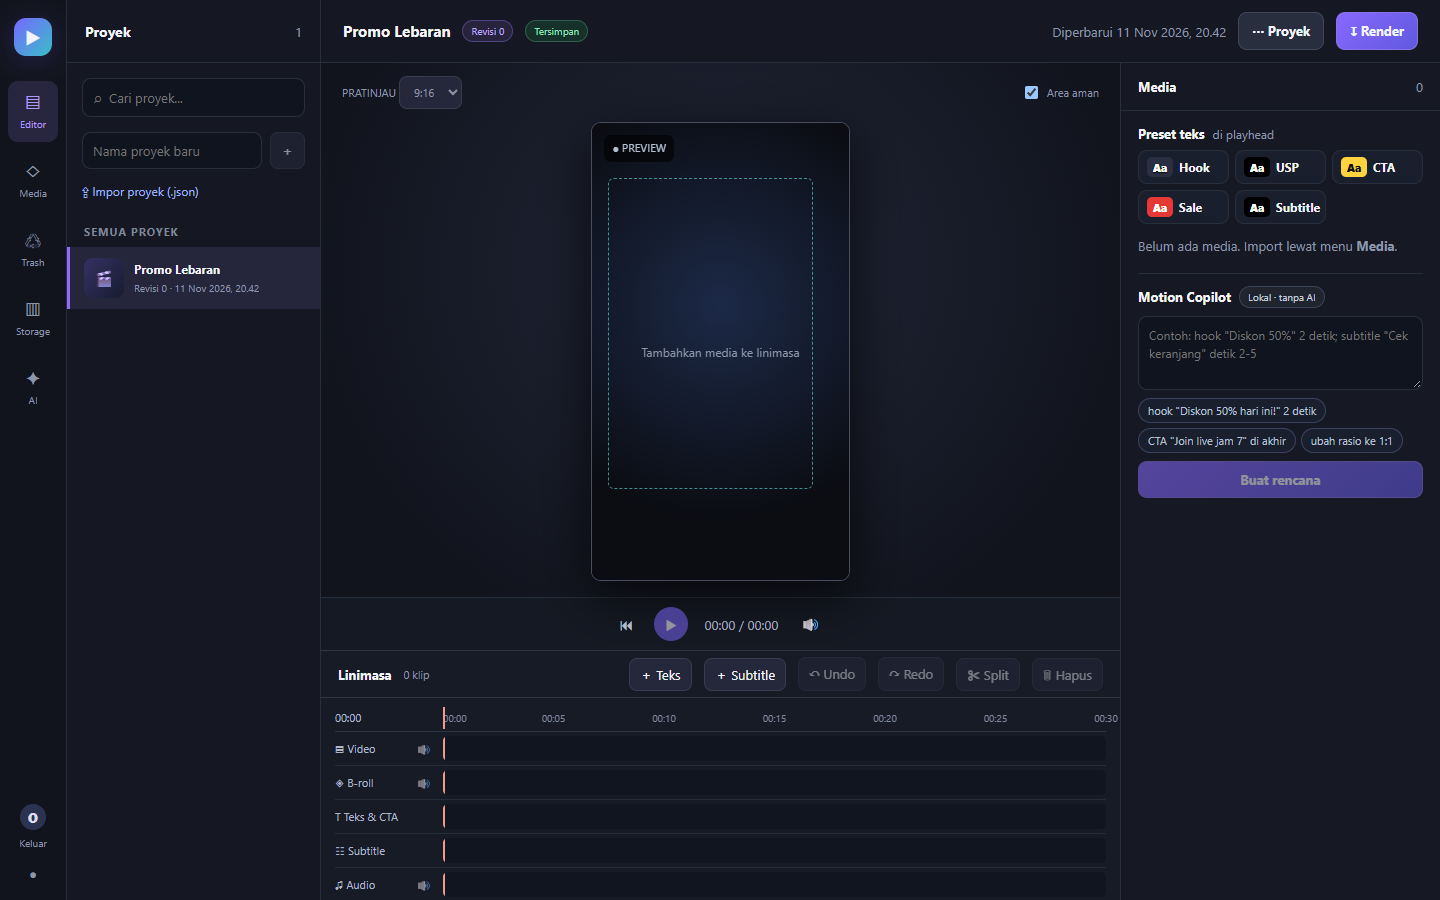 Editor
Media
Trash
Storage
AI
O
Keluar
Proyek
1
Cari proyek...
Nama proyek baru
+
Impor proyek (.json)
SEMUA PROYEK
Promo Lebaran
Revisi 0 · 11 Nov 2026, 20.42
Promo Lebaran
Revisi 0
Tersimpan
Diperbarui 11 Nov 2026, 20.42
··· Proyek
↧ Render
PRATINJAU
9:16
Area aman
● PREVIEW
Tambahkan media ke linimasa
00:00 / 00:00
Linimasa
0 klip
+ Teks
+ Subtitle
↶ Undo
↷ Redo
✂ Split
Hapus
00:00
00:00
00:05
00:10
00:15
00:20
00:25
00:30
Video
B-roll
T Teks & CTA
Subtitle
♫ Audio
Media
0
Preset teks di playhead
Aa Hook
Aa USP
Aa CTA
Aa Sale
Aa Subtitle
Belum ada media. Import lewat menu Media.
Motion Copilot
Lokal · tanpa AI
Contoh: hook "Diskon 50%" 2 detik; subtitle "Cek
keranjang" detik 2-5
hook "Diskon 50% hari ini!" 2 detik
CTA "Join live jam 7" di akhir
ubah rasio ke 1:1
Buat rencana